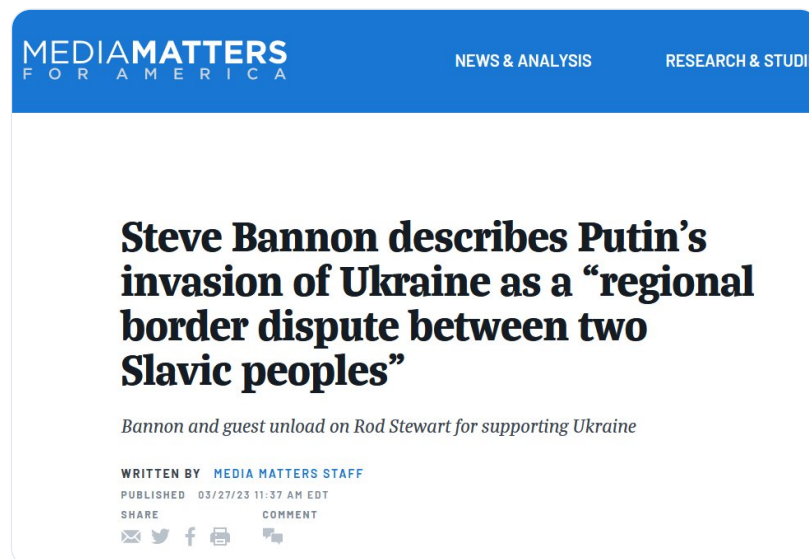 MEDIAMATTERS
FOR AMERICA
NEWS & ANALYSIS
RESEARCH & STUDI
Steve Bannon describes Putin’s
invasion of Ukraine as a “regional
border dispute between two
Slavic peoples”
Bannon and guest unload on Rod Stewart for supporting Ukraine
WRITTEN BY MEDIA MATTERS STAFF
PUBLISHED 03/27/23 11:37 AM EDT
SHARE
COMMENT